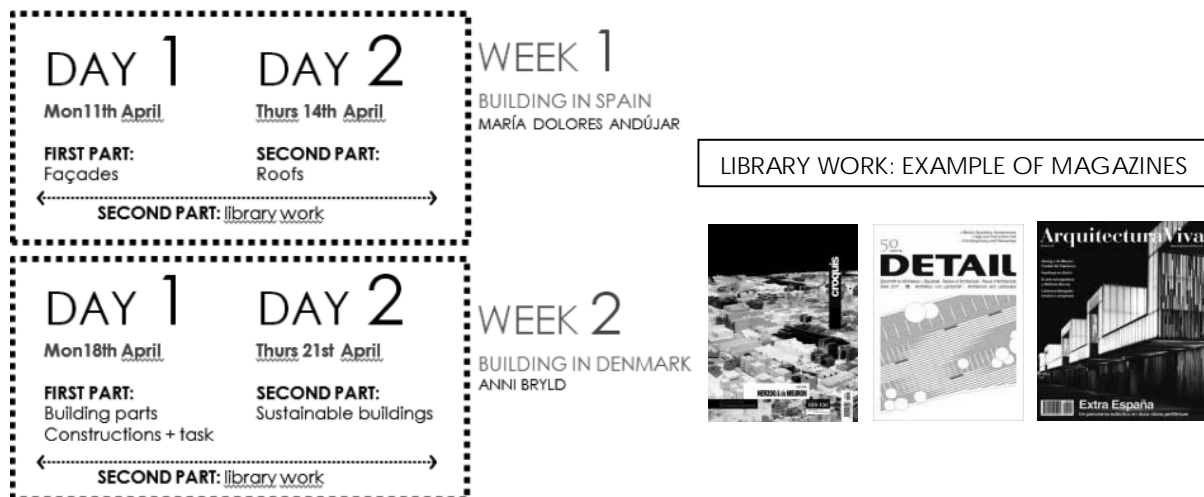 DAY 1
DAY 2
Mon11th April
Thurs 14th April
FIRST PART:
Façades
SECOND PART:
Roofs
SECOND PART: library work
WEEK 1
BUILDING IN SPAIN
MARÍA DOLORES ANDÚJAR
DAY 1
DAY 2
Mon18th April
Thurs 21st April
FIRST PART:
Building parts
Constructions + task
SECOND PART:
Sustainable buildings
SECOND PART: library work
WEEK 2
BUILDING IN DENMARK
ANNI BRYLD
LIBRARY WORK: EXAMPLE OF MAGAZINES
croquis
HERZOG & de MEURON
50
DETAIL
ArquitecturaViva
Extra España